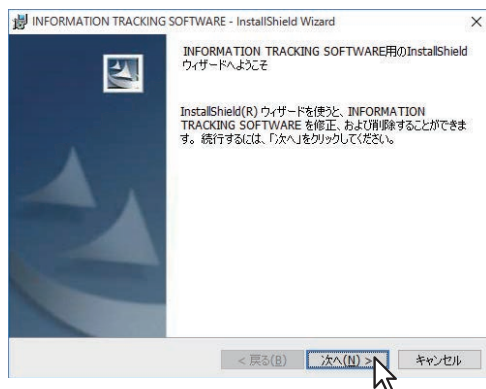 INFORMATION TRACKING SOFTWARE - InstallShield Wizard
INFORMATION TRACKING SOFTWARE用のInstallShield
ウィザードへようこそ
InstallShield(R) ウィザードを使うと、INFORMATION
TRACKING SOFTWARE を修正、および削除することができま
す。続行するには、「次へ」をクリックしてください。
< 戻る(B)
次へ(N) >
キャンセル